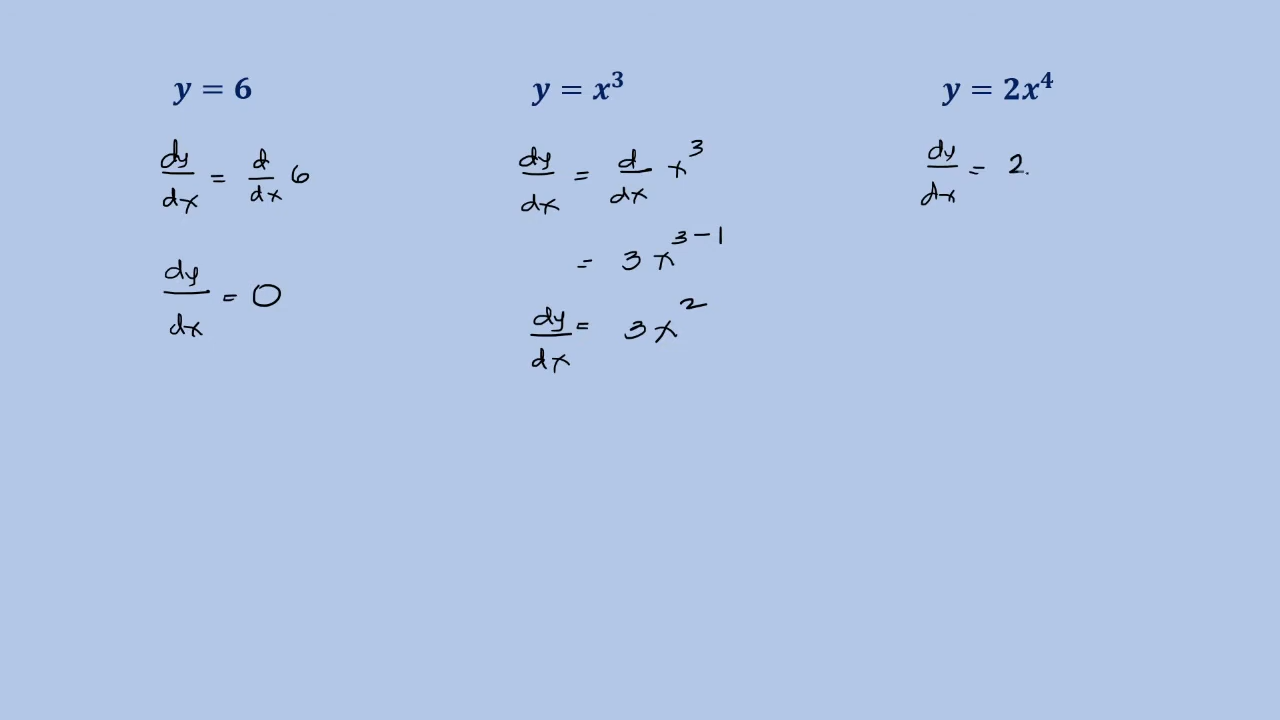 y = 6
dy/dx = d/dx 6
dy/dx = 0
y = x³
dy/dx = d/dx x³
= 3x³⁻¹
dy/dx = 3x²
y = 2x⁴
dy/dx = 2.